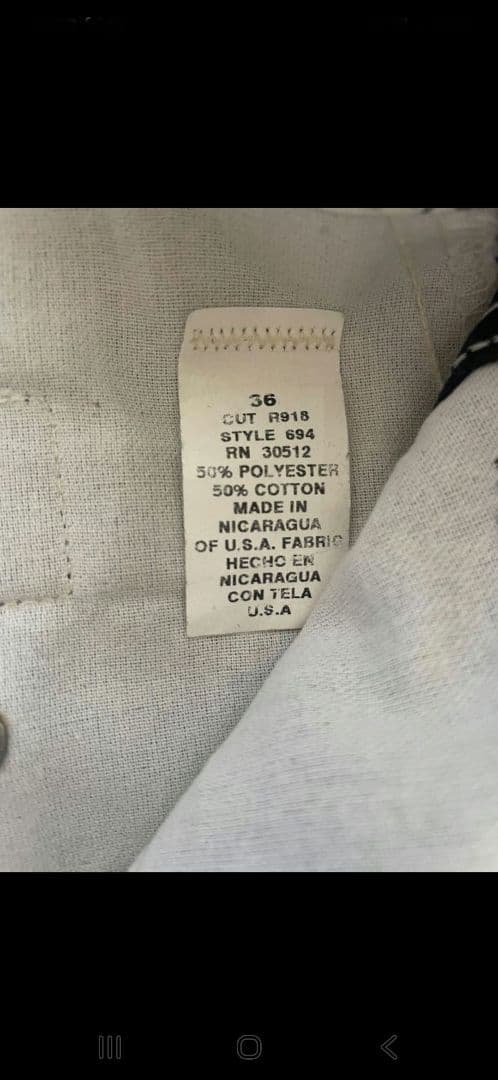 36
CUT R918
STYLE 694
RN 30512
50% POLYESTER
50% COTTON
MADE IN
NICARAGUA
OF U.S.A. FABRIC
HECHO EN
NICARAGUA
CON TELA
U.S.A